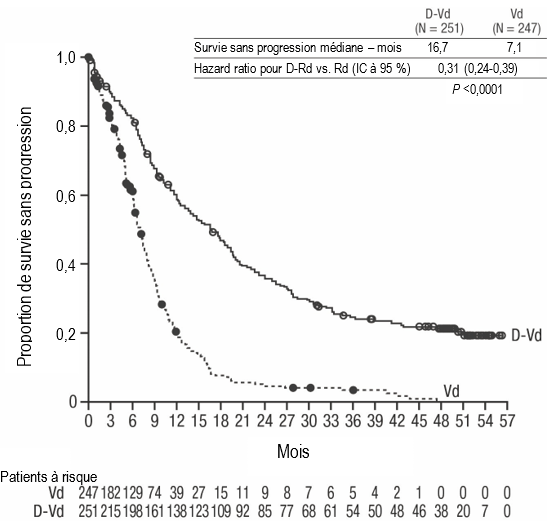 D-Vd Vd
(N = 251) (N = 247)
Survie sans progression médiane – mois 16,7 7,1
Hazard ratio pour D-Rd vs. Rd (IC à 95 %) 0,31 (0,24-0,39)
P <0,0001
Proportion de survie sans progression
1,0
0,8
0,6
0,4
0,2
0
D-Vd
Vd
0 3 6 9 12 15 18 21 24 27 30 33 36 39 42 45 48 51 54 57
Mois
Patients à risque
Vd 247 182 129 74 39 27 15 11 9 8 7 6 5 4 2 1 0 0 0 0
D-Vd 251 215 198 161 138 123 109 92 85 77 68 61 54 50 48 46 38 20 7 0